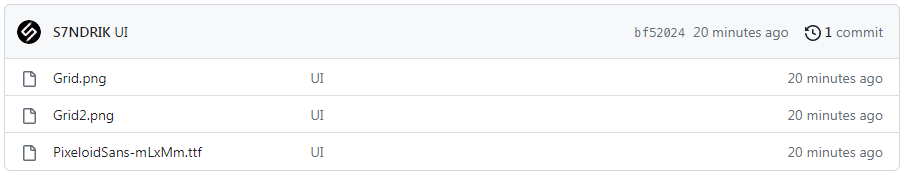 S7NDRIK UI bf52024 20 minutes ago 1 commit
Grid.png UI 20 minutes ago
Grid2.png UI 20 minutes ago
PixeloidSans-mLxMm.ttf UI 20 minutes ago